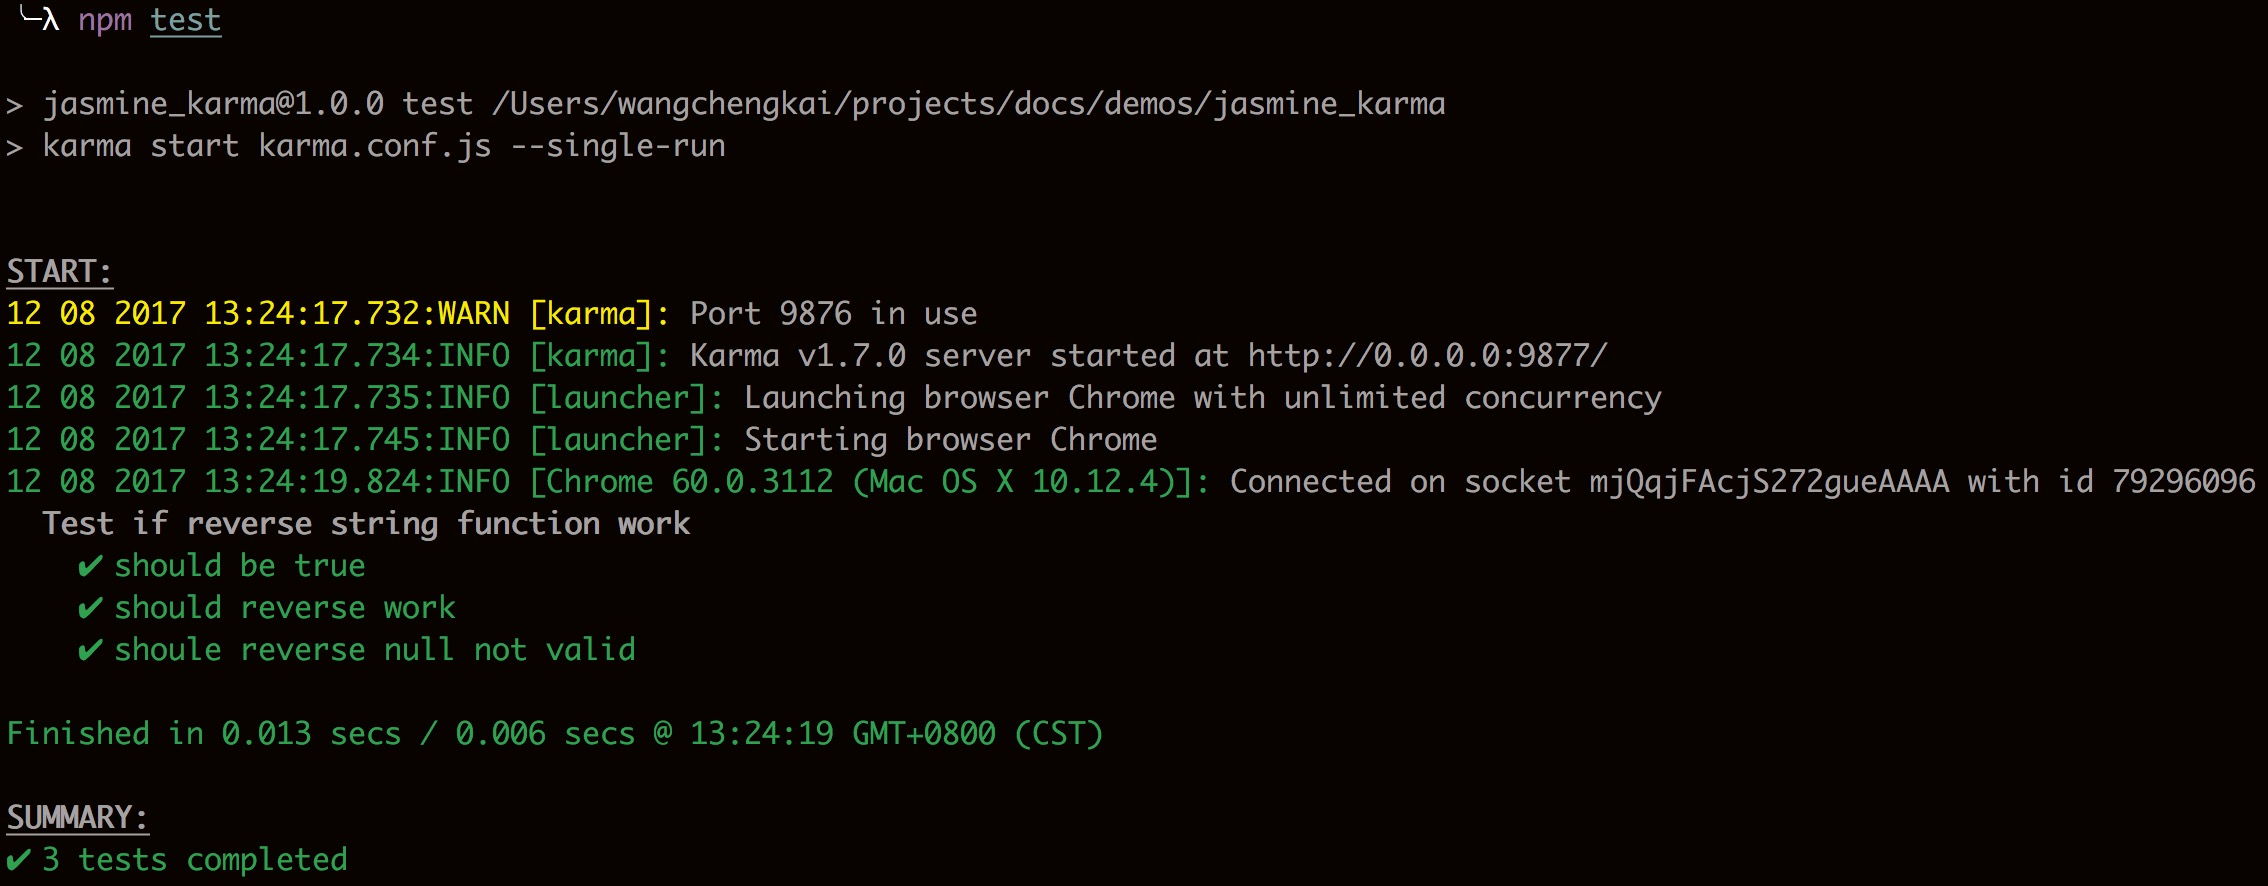 ╰─λ npm test
> jasmine_karma@1.0.0 test /Users/wangchengkai/projects/docs/demos/jasmine_karma
> karma start karma.conf.js --single-run
START:
12 08 2017 13:24:17.732:WARN [karma]: Port 9876 in use
12 08 2017 13:24:17.734:INFO [karma]: Karma v1.7.0 server started at http://0.0.0.0:9877/
12 08 2017 13:24:17.735:INFO [launcher]: Launching browser Chrome with unlimited concurrency
12 08 2017 13:24:17.745:INFO [launcher]: Starting browser Chrome
12 08 2017 13:24:19.824:INFO [Chrome 60.0.3112 (Mac OS X 10.12.4)]: Connected on socket mjQqjFAcjS272gueAAAA with id 79296096
Test if reverse string function work
✔ should be true
✔ should reverse work
✔ shoule reverse null not valid
Finished in 0.013 secs / 0.006 secs @ 13:24:19 GMT+0800 (CST)
SUMMARY:
✔ 3 tests completed